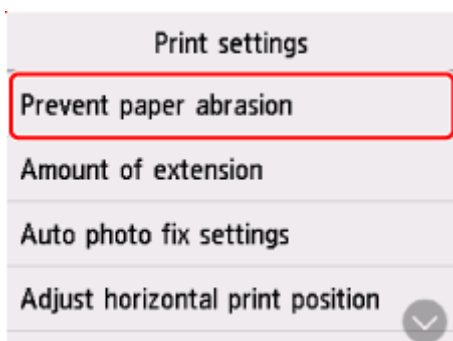 Print settings
Prevent paper abrasion
Amount of extension
Auto photo fix settings
Adjust horizontal print position